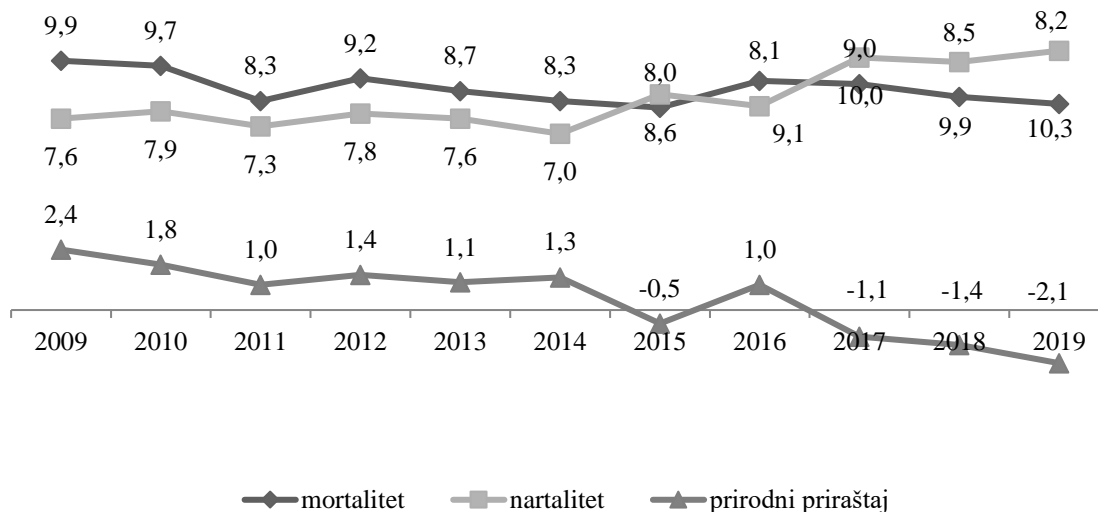 9,9 9,7 8,3 9,2 8,7 8,3 8,0 8,1 9,0 8,5 8,2
7,6 7,9 7,3 7,8 7,6 7,0 8,6 9,1 10,0 9,9 10,3
2,4 1,8 1,0 1,4 1,1 1,3 -0,5 1,0 -1,1 -1,4 -2,1
2009 2010 2011 2012 2013 2014 2015 2016 2017 2018 2019
mortalitet nartalitet prirodni priraštaj